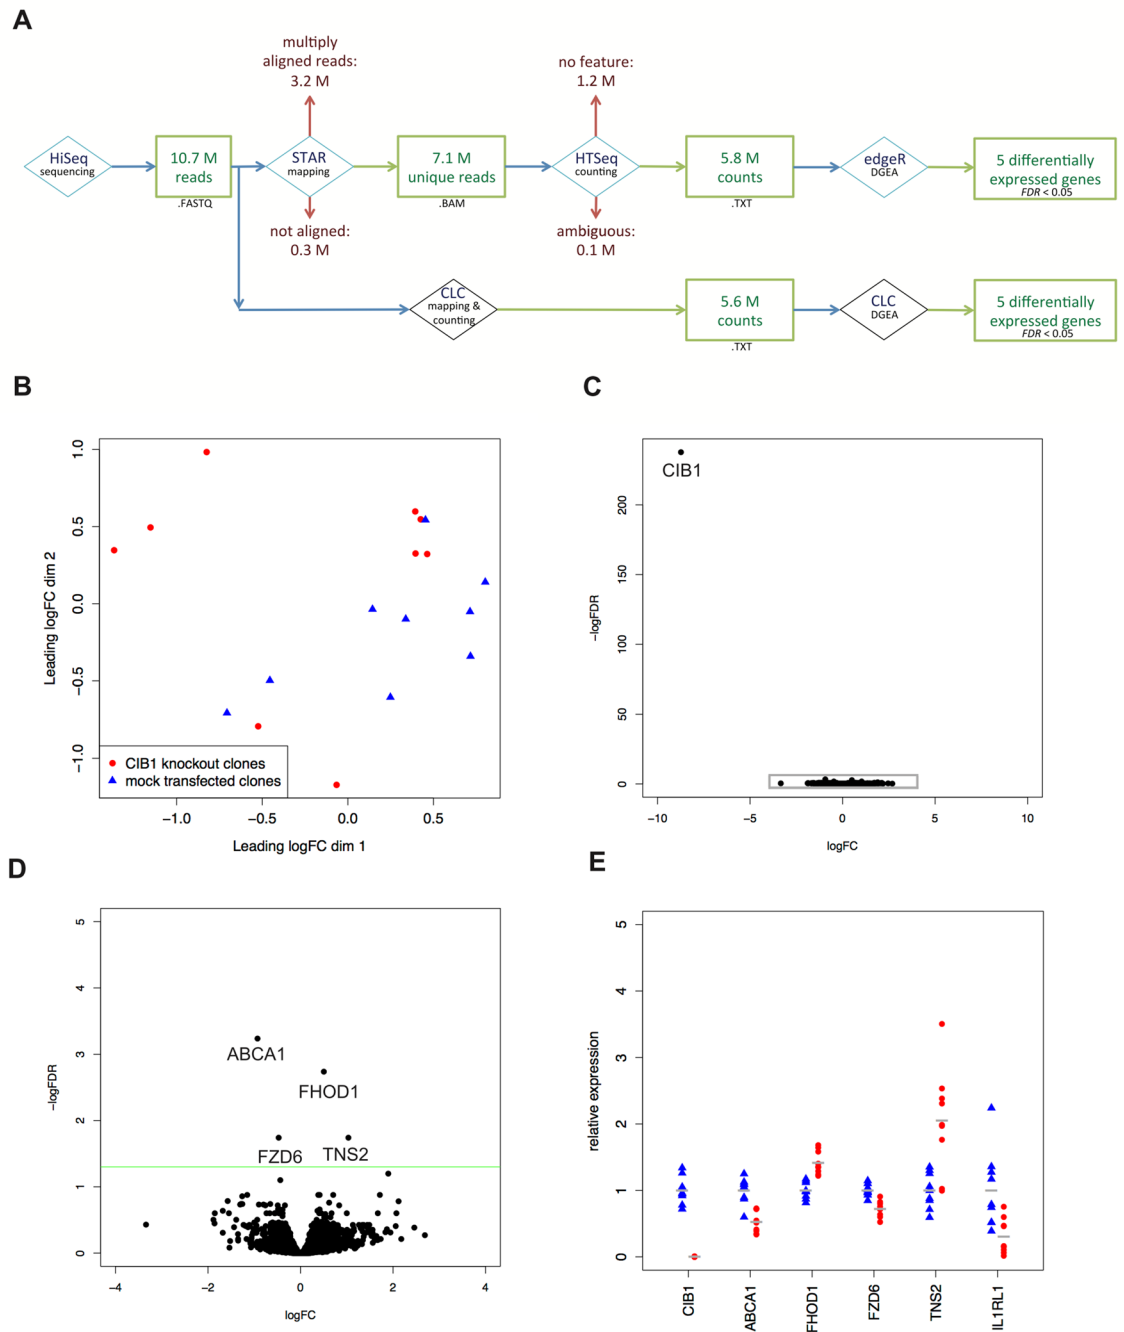 A
multiply
aligned reads:
3.2 M
no feature:
1.2 M
HiSeq
sequencing
10.7 M
reads
.FASTQ
STAR
mapping
7.1 M
unique reads
.BAM
HTSeq
counting
5.8 M
counts
.TXT
edgeR
DGEA
5 differentially
expressed genes
FDR < 0.05
not aligned:
0.3 M
ambiguous:
0.1 M
CLC
mapping &
counting
5.6 M
counts
.TXT
CLC
DGEA
5 differentially
expressed genes
FDR < 0.05
B
Leading logFC dim 2
1.0
0.5
0.0
−0.5
−1.0
CIB1 knockout clones
mock transfected clones
−1.0 −0.5 0.0 0.5
Leading logFC dim 1
C
−logFDR
200
150
100
50
0
CIB1
−10 −5 0 5 10
logFC
D
−logFDR
5
4
3
2
1
0
ABCA1
FHOD1
FZD6
TNS2
−4 −2 0 2 4
logFC
E
relative expression
5
4
3
2
1
0
CIB1
ABCA1
FHOD1
FZD6
TNS2
IL1RL1